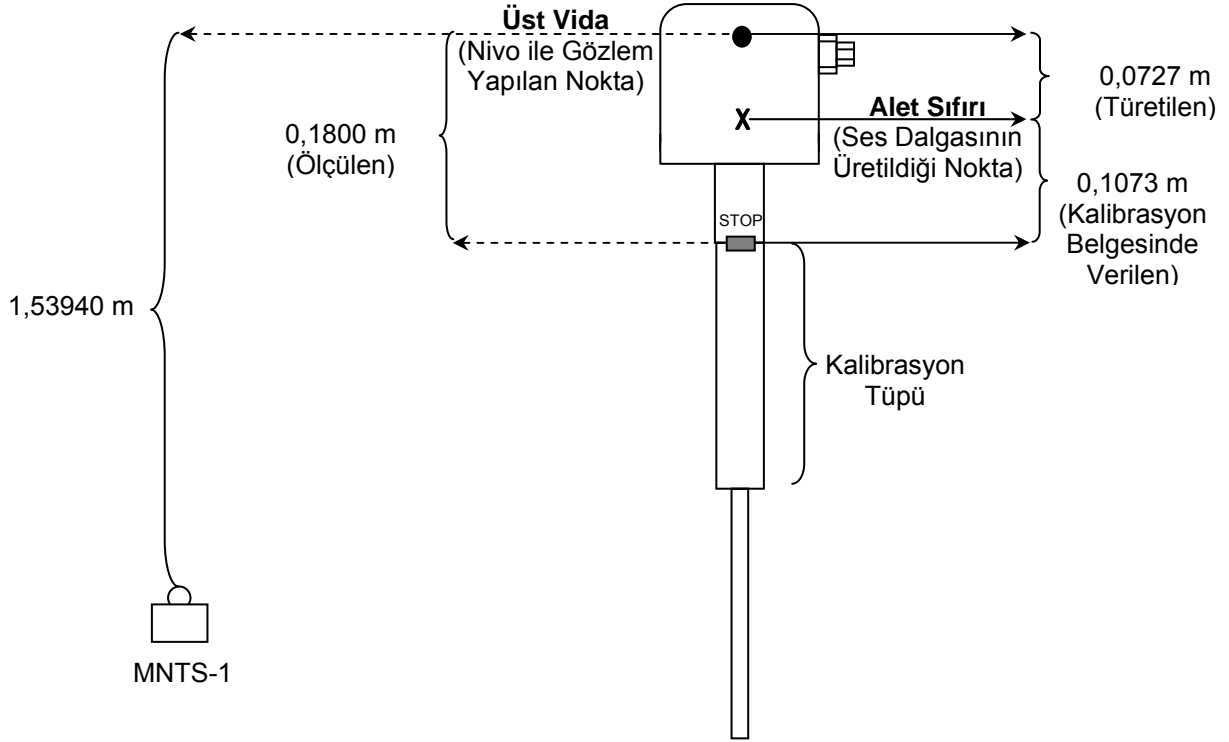 Üst Vida
(Nivo ile Gözlem
Yapılan Nokta)
0,0727 m
(Türetilen)
Alet Sıfırı
(Ses Dalgasının
Üretildiği Nokta)
0,1800 m
(Ölçülen)
0,1073 m
(Kalibrasyon
Belgesinde
Verilen)
STOP
1,53940 m
Kalibrasyon
Tüpü
MNTS-1